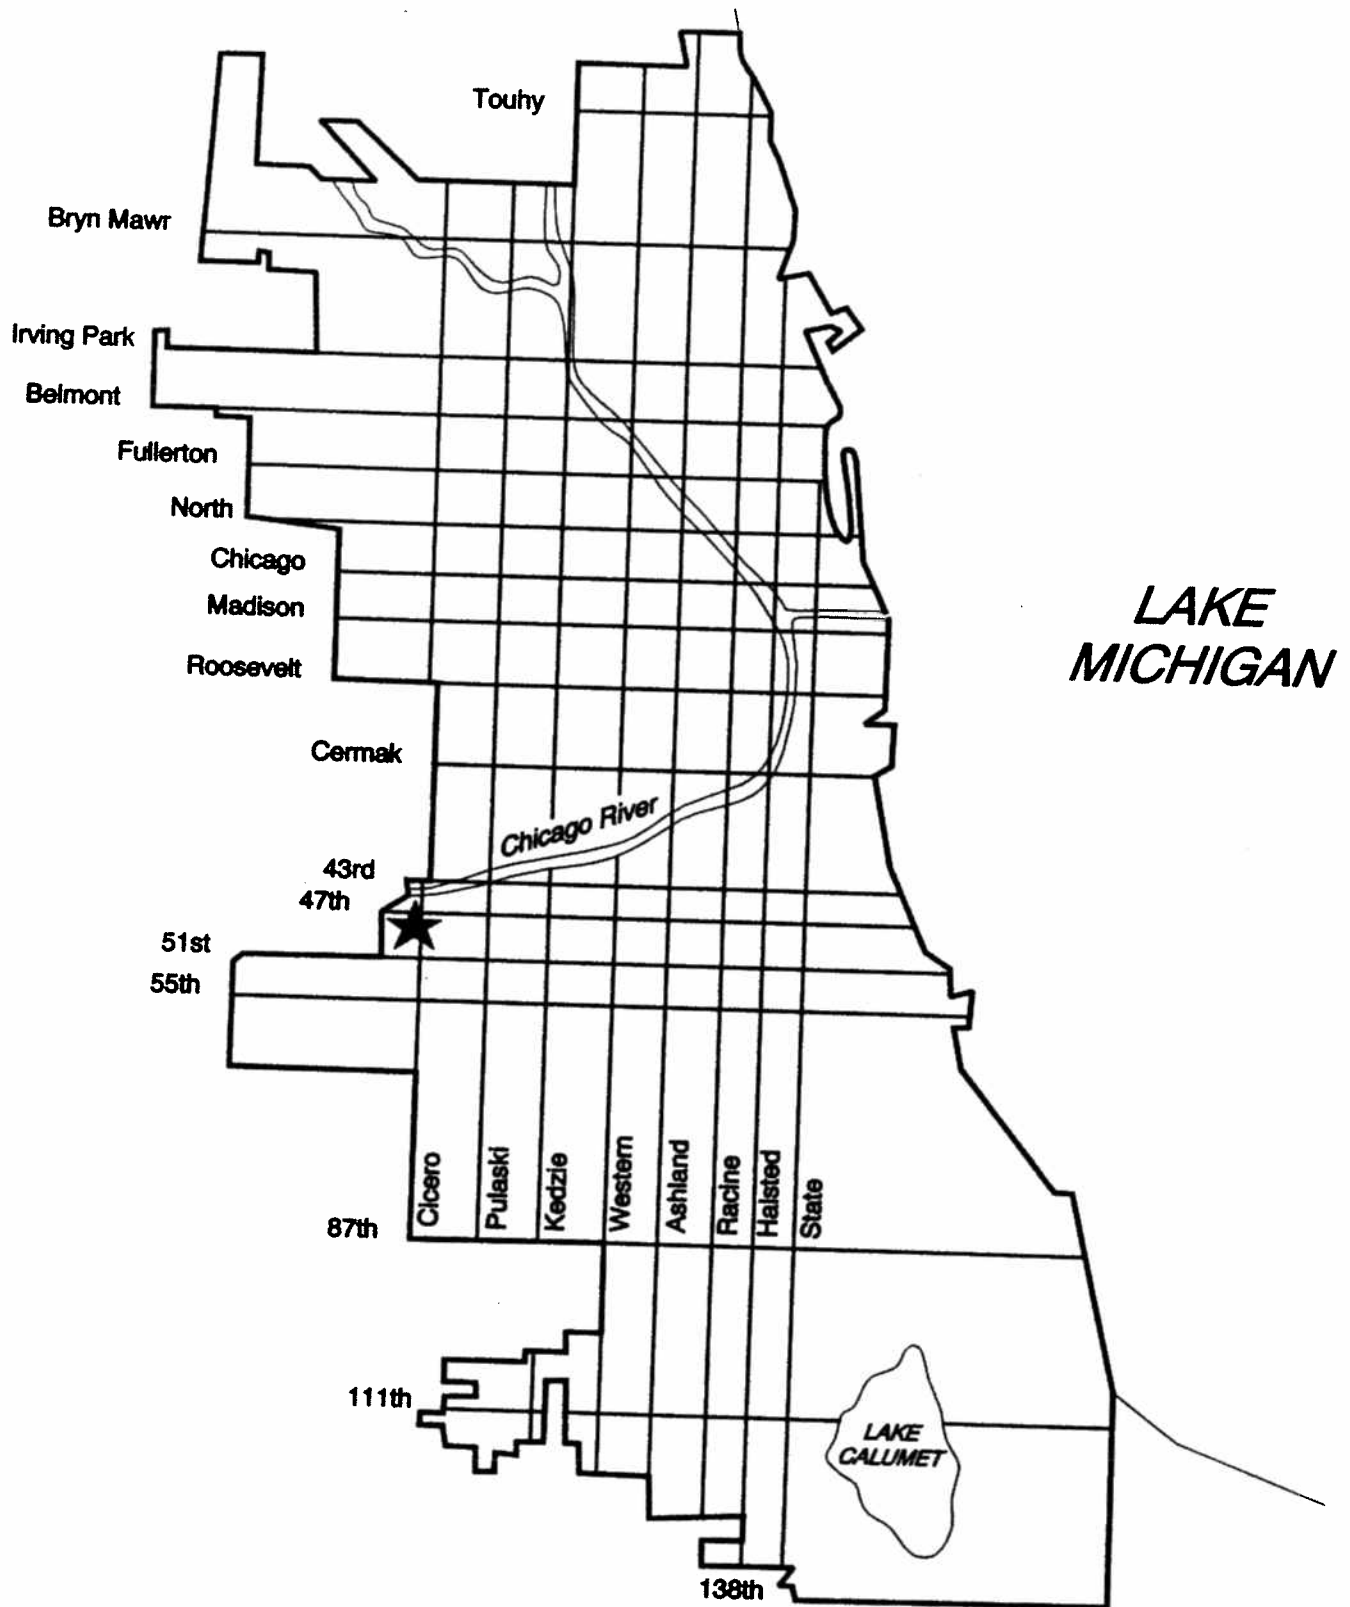 Touhy
Bryn Mawr
Irving Park
Belmont
Fullerton
North
Chicago
Madison
Roosevelt
LAKE
MICHIGAN
Cermak
Chicago River
43rd
47th
51st
55th
Cicero
Pulaski
Kedzie
Western
Ashland
Racine
Halsted
State
87th
111th
LAKE
CALUMET
138th